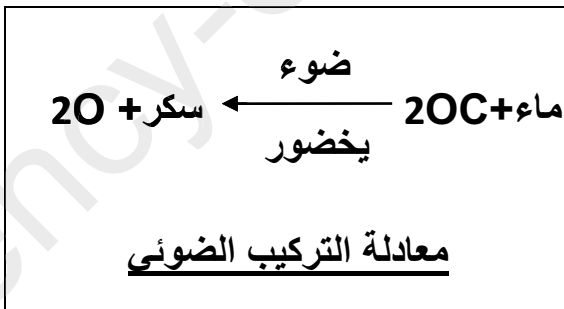 ضوء
ماء+2OC ← سكر+ 2O
يخضور
معادلة التركيب الضوئي